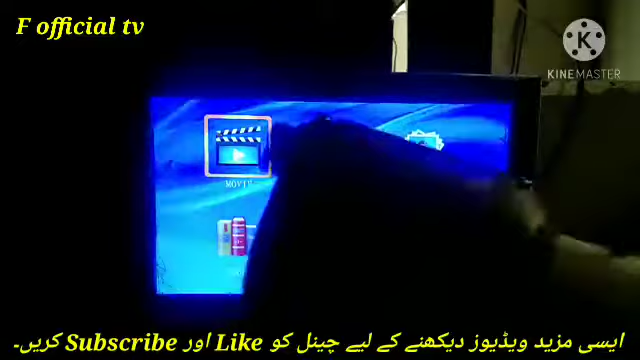 F official tv
KINEMASTER
MOVIE
ایسی مزید ویڈیوز دیکھنے کے لیے چینل کو Like اور Subscribe کریں۔